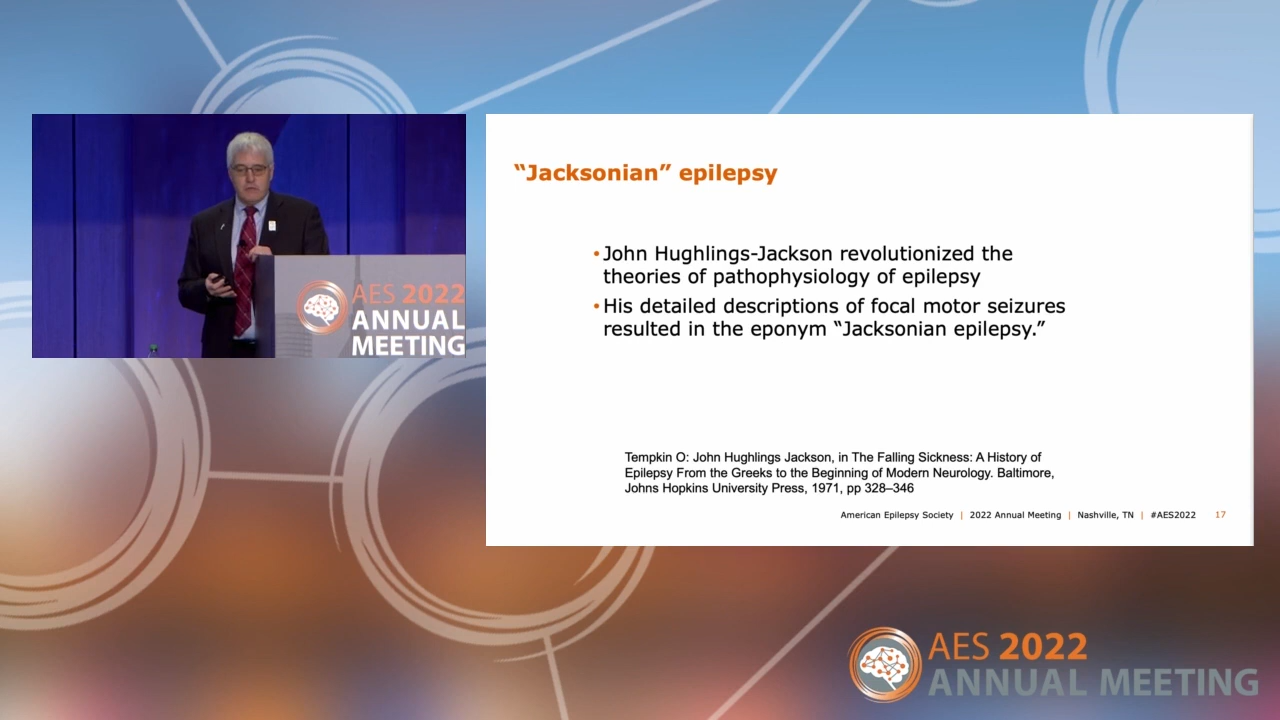 AES 2022
ANNUAL
MEETING
“Jacksonian” epilepsy
•John Hughlings-Jackson revolutionized the
theories of pathophysiology of epilepsy
•His detailed descriptions of focal motor seizures
resulted in the eponym “Jacksonian epilepsy.”
Tempkin O: John Hughlings Jackson, in The Falling Sickness: A History of
Epilepsy From the Greeks to the Beginning of Modern Neurology. Baltimore,
Johns Hopkins University Press, 1971, pp 328–346
American Epilepsy Society | 2022 Annual Meeting | Nashville, TN | #AES2022 17
AES 2022
ANNUAL MEETING